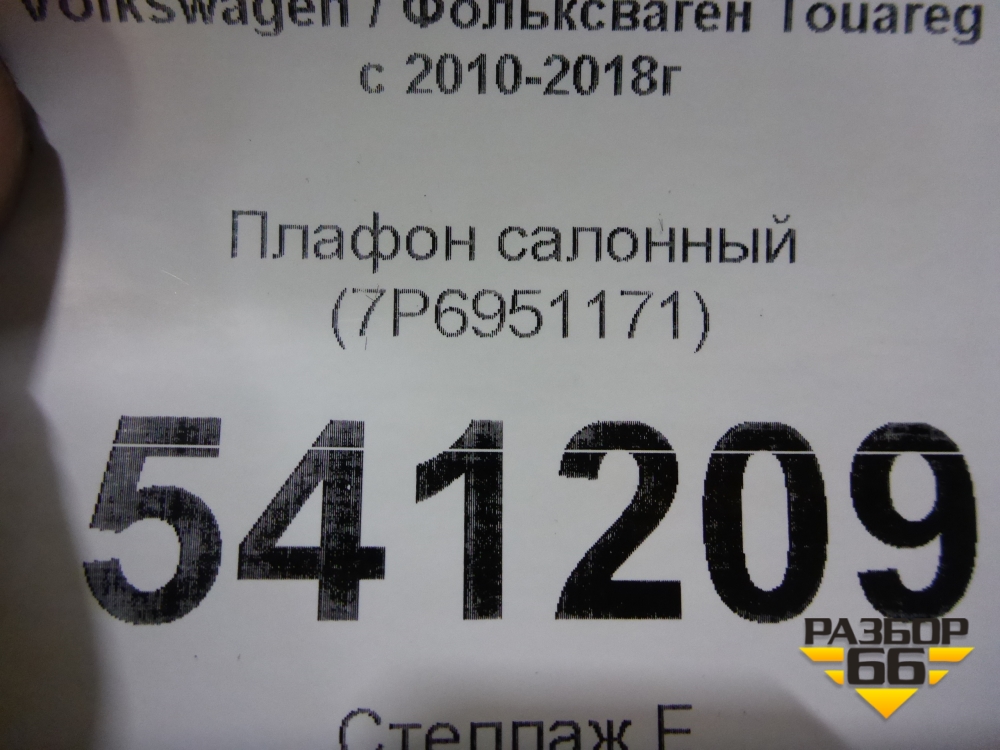 Volkswagen / Фольксваген Touareg
с 2010-2018г
Плафон салонный
(7P6951171)
541209
Стеллаж E
РАЗБОР
66